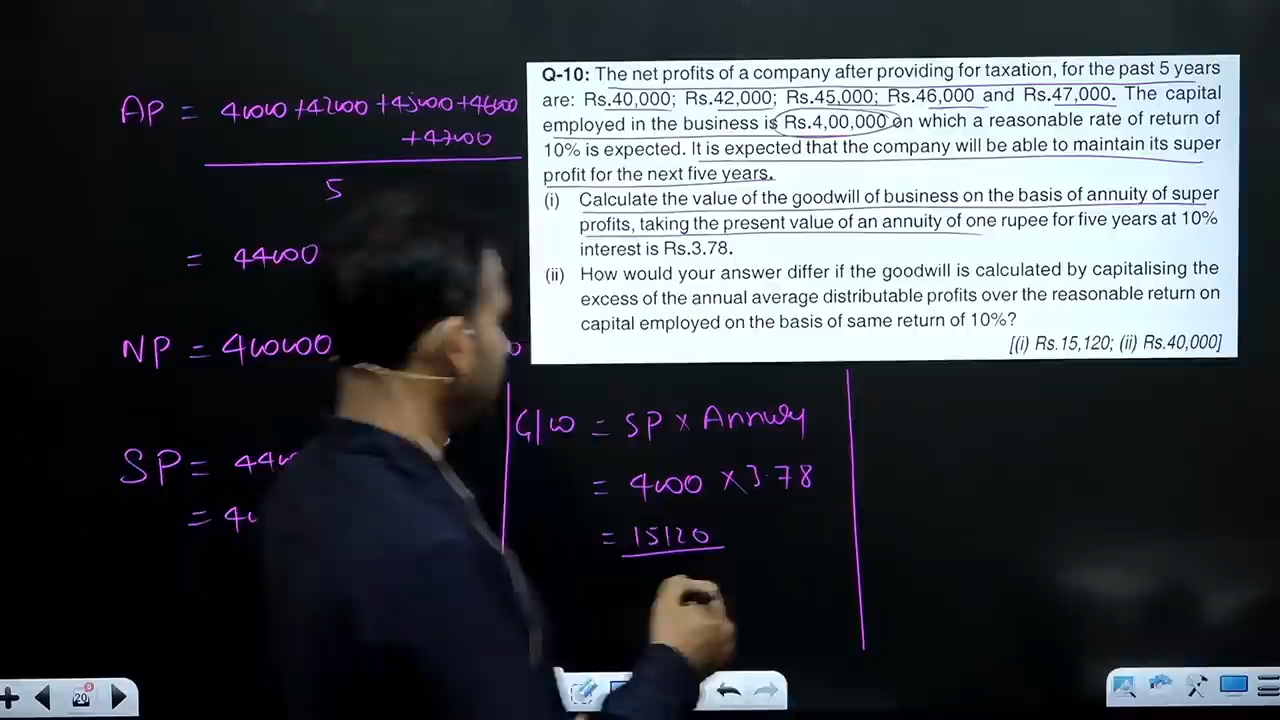 AP = 40000 + 42000 + 45000 + 46000
+ 47000
5
= 44000
NP = 400000
SP =
=
Q-10: The net profits of a company after providing for taxation, for the past 5 years
are: Rs.40,000; Rs.42,000; Rs.45,000; Rs.46,000 and Rs.47,000. The capital
employed in the business is Rs.4,00,000 on which a reasonable rate of return of
10% is expected. It is expected that the company will be able to maintain its super
profit for the next five years.
(i) Calculate the value of the goodwill of business on the basis of annuity of super
profits, taking the present value of an annuity of one rupee for five years at 10%
interest is Rs.3.78.
(ii) How would your answer differ if the goodwill is calculated by capitalising the
excess of the annual average distributable profits over the reasonable return on
capital employed on the basis of same return of 10%?
[(i) Rs.15,120; (ii) Rs.40,000]
G/W = SP × Annuity
= 4000 × 3.78
= 15120
20